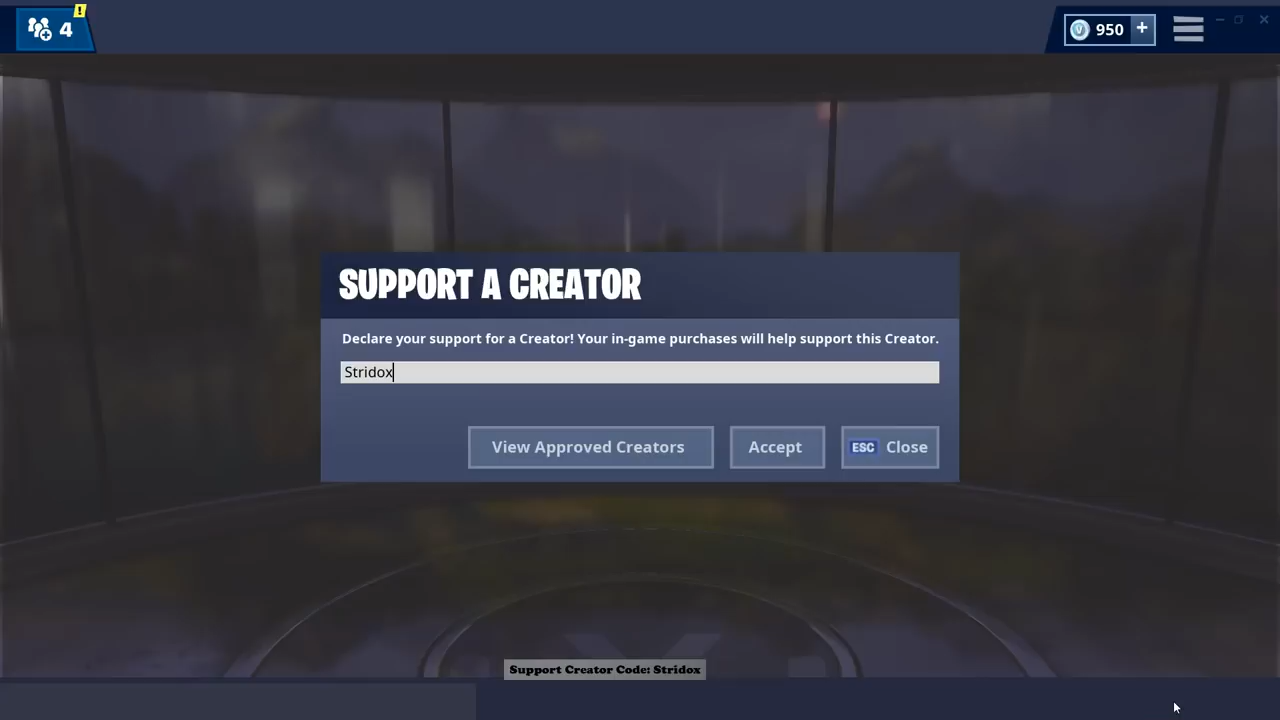 !
4
950 +
SUPPORT A CREATOR
Declare your support for a Creator! Your in-game purchases will help support this Creator.
Stridox
View Approved Creators
Accept
ESC Close
Support Creator Code: Stridox